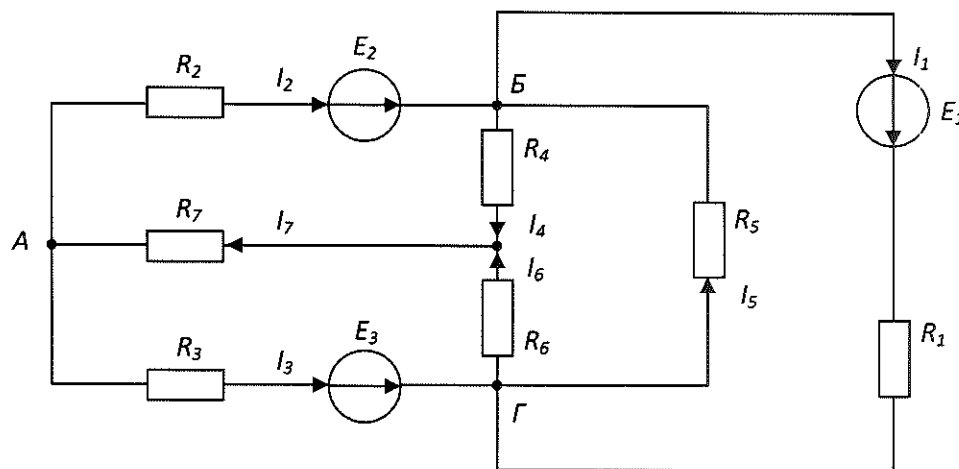 E₂
R₂
I₂
Б
I₁
E₁
R₄
R₇
I₇
I₄
R₅
А
I₆
I₅
R₃
I₃
E₃
R₆
R₁
Г